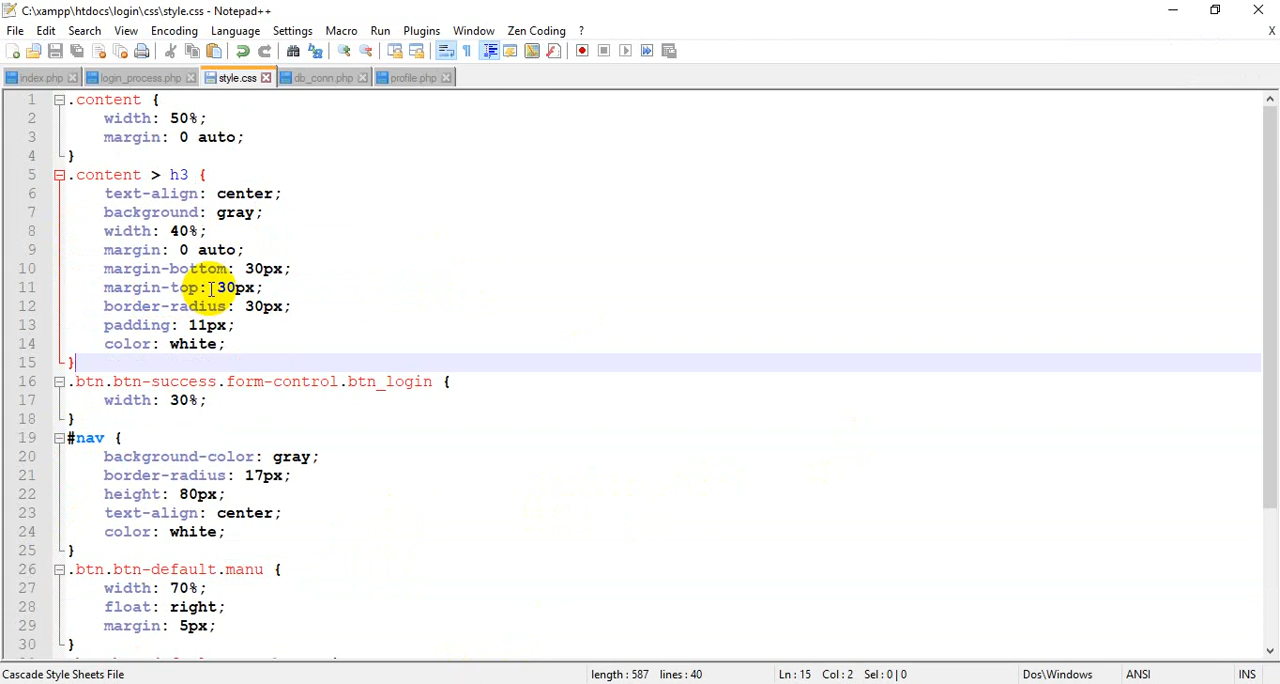 C:\xampp\htdocs\login\css\style.css - Notepad++
File Edit Search View Encoding Language Settings Macro Run Plugins Window Zen Coding ? X
index.php login_process.php style.css db_conn.php profile.php
1 .content {
2 width: 50%;
3 margin: 0 auto;
4 }
5 .content > h3 {
6 text-align: center;
7 background: gray;
8 width: 40%;
9 margin: 0 auto;
10 margin-bottom: 30px;
11 margin-top: 30px;
12 border-radius: 30px;
13 padding: 11px;
14 color: white;
15 }
16 .btn.btn-success.form-control.btn_login {
17 width: 30%;
18 }
19 #nav {
20 background-color: gray;
21 border-radius: 17px;
22 height: 80px;
23 text-align: center;
24 color: white;
25 }
26 .btn.btn-default.manu {
27 width: 70%;
28 float: right;
29 margin: 5px;
30 }
Cascade Style Sheets File length : 587 lines : 40 Ln : 15 Col : 2 Sel : 0 | 0 Dos\Windows ANSI INS